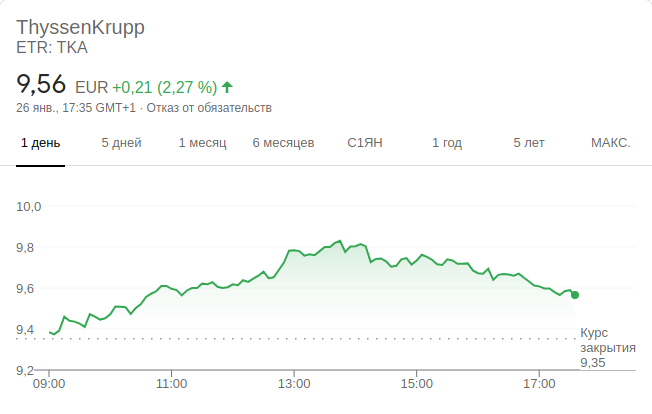 ThyssenKrupp
ETR: TKA
9,56 EUR +0,21 (2,27 %)
26 янв., 17:35 GMT+1 · Отказ от обязательств
1 день 5 дней 1 месяц 6 месяцев С1ЯН 1 год 5 лет МАКС.
10,0
9,8
9,6
9,4
Курс
закрытия
9,35
9,2
09:00 11:00 13:00 15:00 17:00